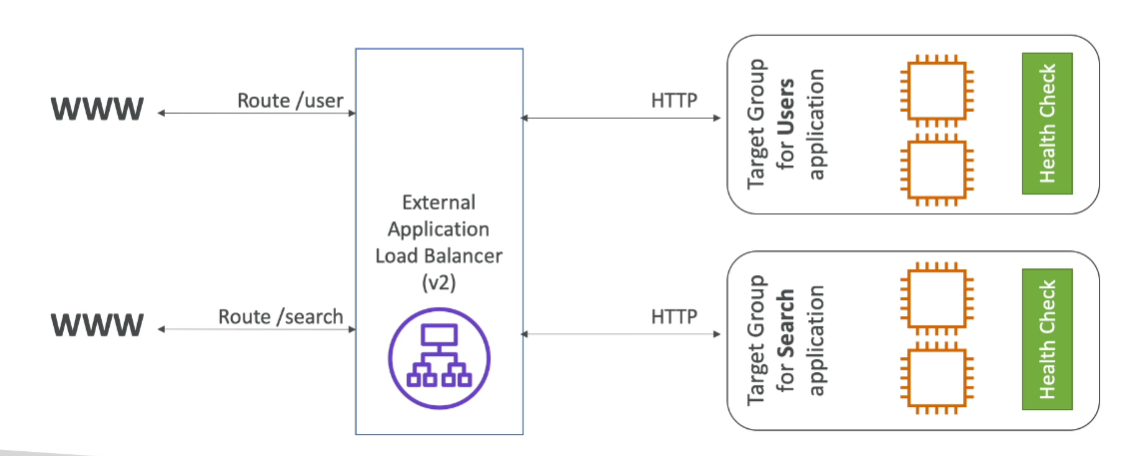 WWW
Route /user
HTTP
Target Group
for Users
application
Health Check
External
Application
Load Balancer
(v2)
WWW
Route /search
HTTP
Target Group
for Search
application
Health Check